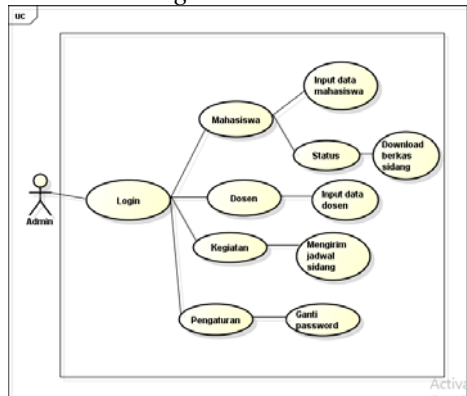 uc
Input data
mahasiswa
Mahasiswa
Status
Download
berkas
sidang
Admin
Login
Dosen
Input data
dosen
Kegiatan
Mengirim
jadwal
sidang
Pengaturan
Ganti
password
Activa